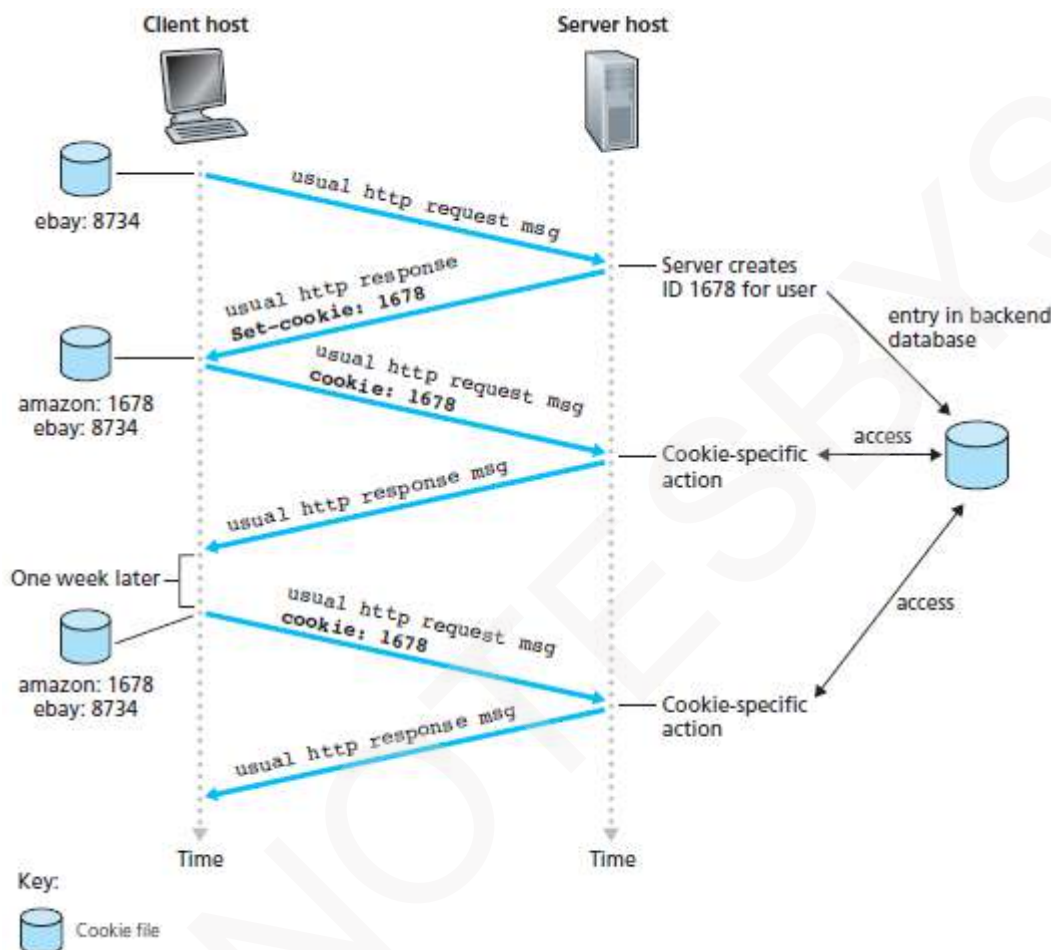 Client host
Server host
usual http request msg
ebay: 8734
Server creates
ID 1678 for user
usual http response
Set-cookie: 1678
entry in backend
database
usual http request msg
cookie: 1678
amazon: 1678
ebay: 8734
access
Cookie-specific
action
usual http response msg
One week later
usual http request msg
cookie: 1678
access
amazon: 1678
ebay: 8734
Cookie-specific
action
usual http response msg
Time
Time
Key:
Cookie file
NOTESBYS